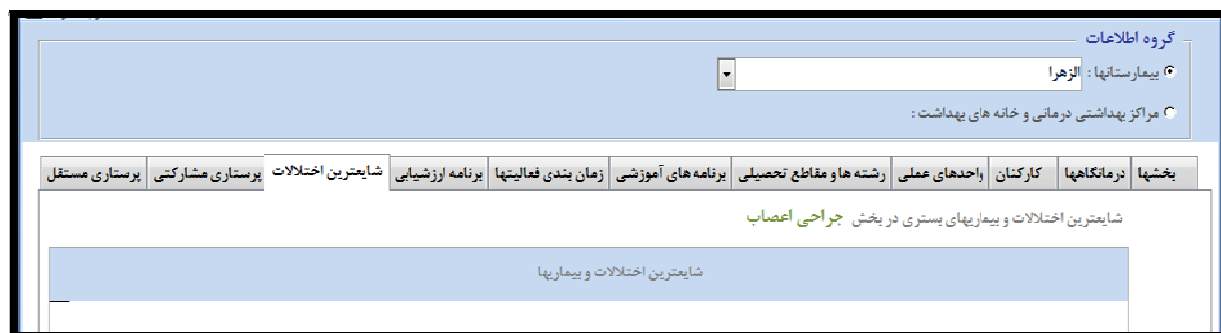 گروه اطلاعات
بیمارستانها : الزهرا
مراکز بهداشتی درمانی و خانه های بهداشت :
بخشها درمانگاهها کارکنان واحدهای عملی رشته ها و مقاطع تحصیلی برنامه های آموزشی زمان بندی فعالیتها برنامه ارزشیابی شایعترین اختلالات پرستاری مشارکتی پرستاری مستقل
شایعترین اختلالات و بیماریهای بستری در بخش جراحی اعصاب
شایعترین اختلالات و بیماریها